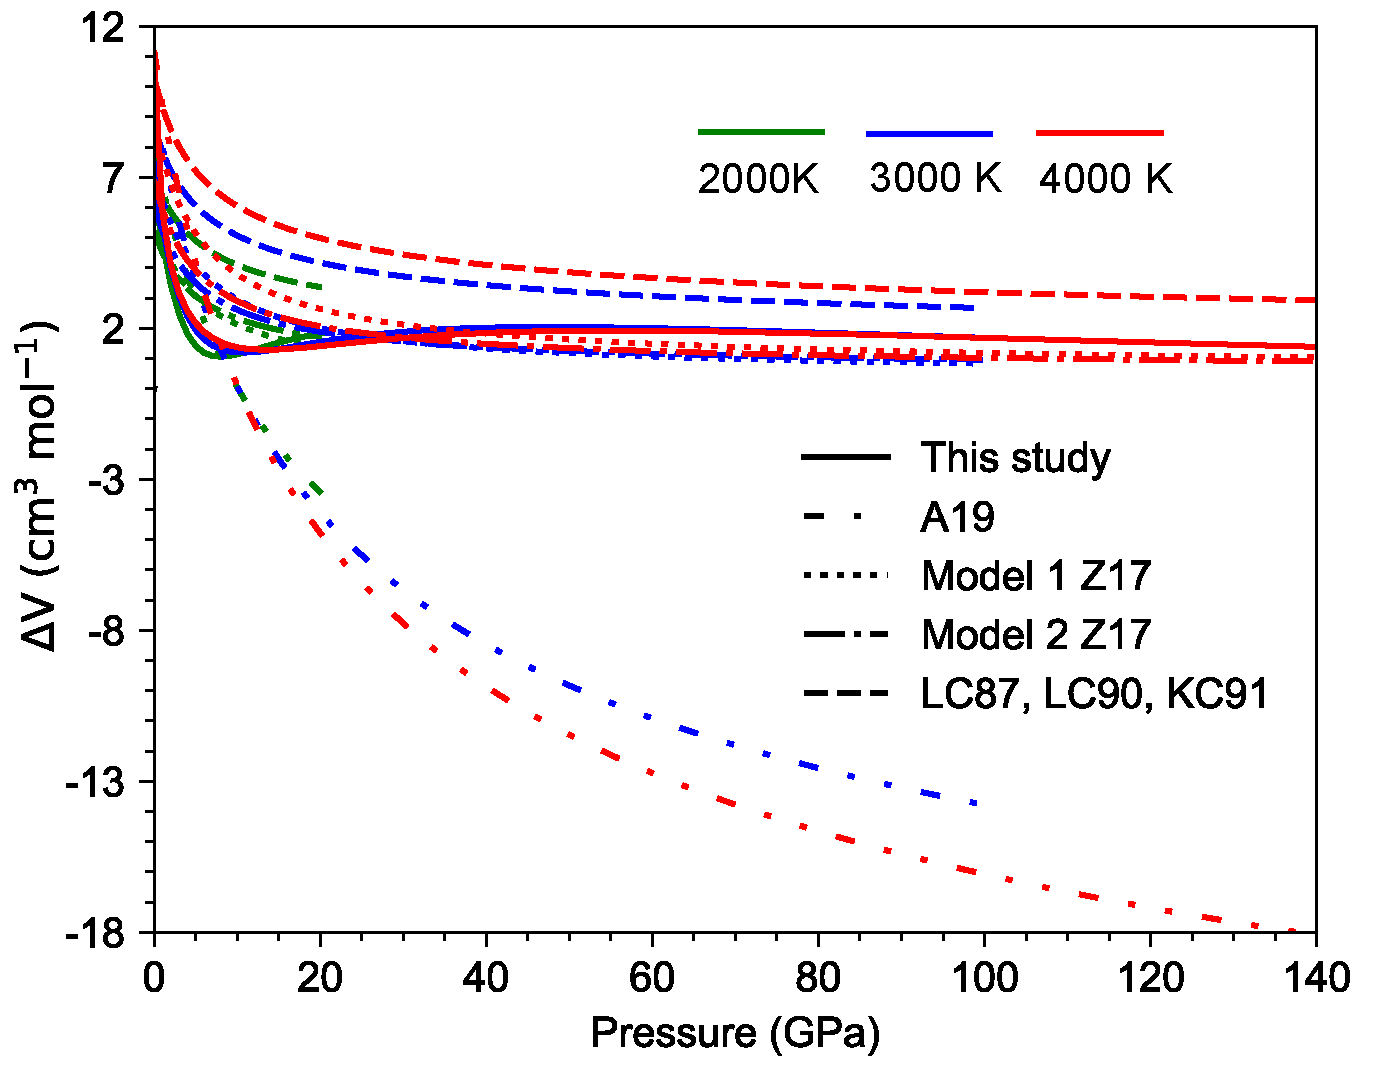 12
7
2
-3
-8
-13
-18
ΔV (cm³ mol⁻¹)
2000K
3000 K
4000 K
This study
A19
Model 1 Z17
Model 2 Z17
LC87, LC90, KC91
0
20
40
60
80
100
120
140
Pressure (GPa)